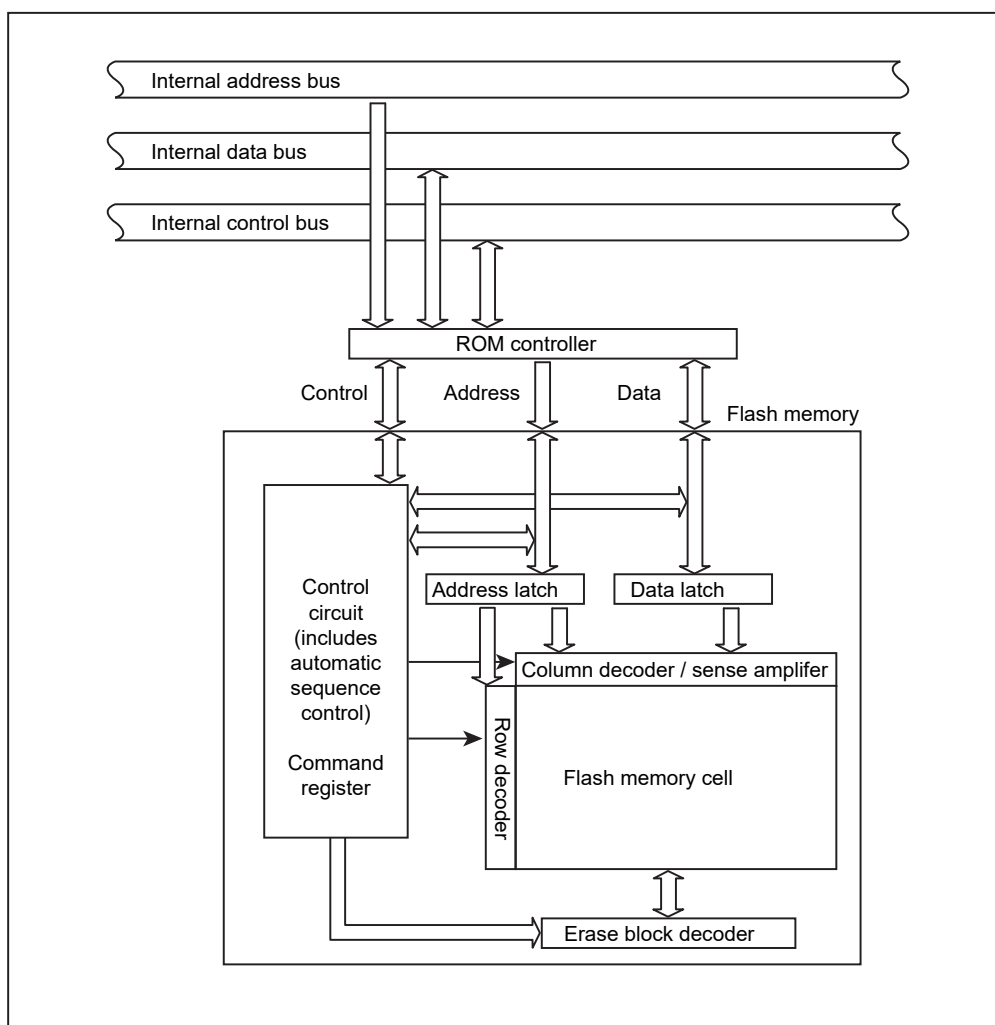 Internal address bus
Internal data bus
Internal control bus
ROM controller
Control
Address
Data
Flash memory
Control
circuit
(includes
automatic
sequence
control)
Command
register
Address latch
Data latch
Column decoder / sense amplifer
Row decoder
Flash memory cell
Erase block decoder